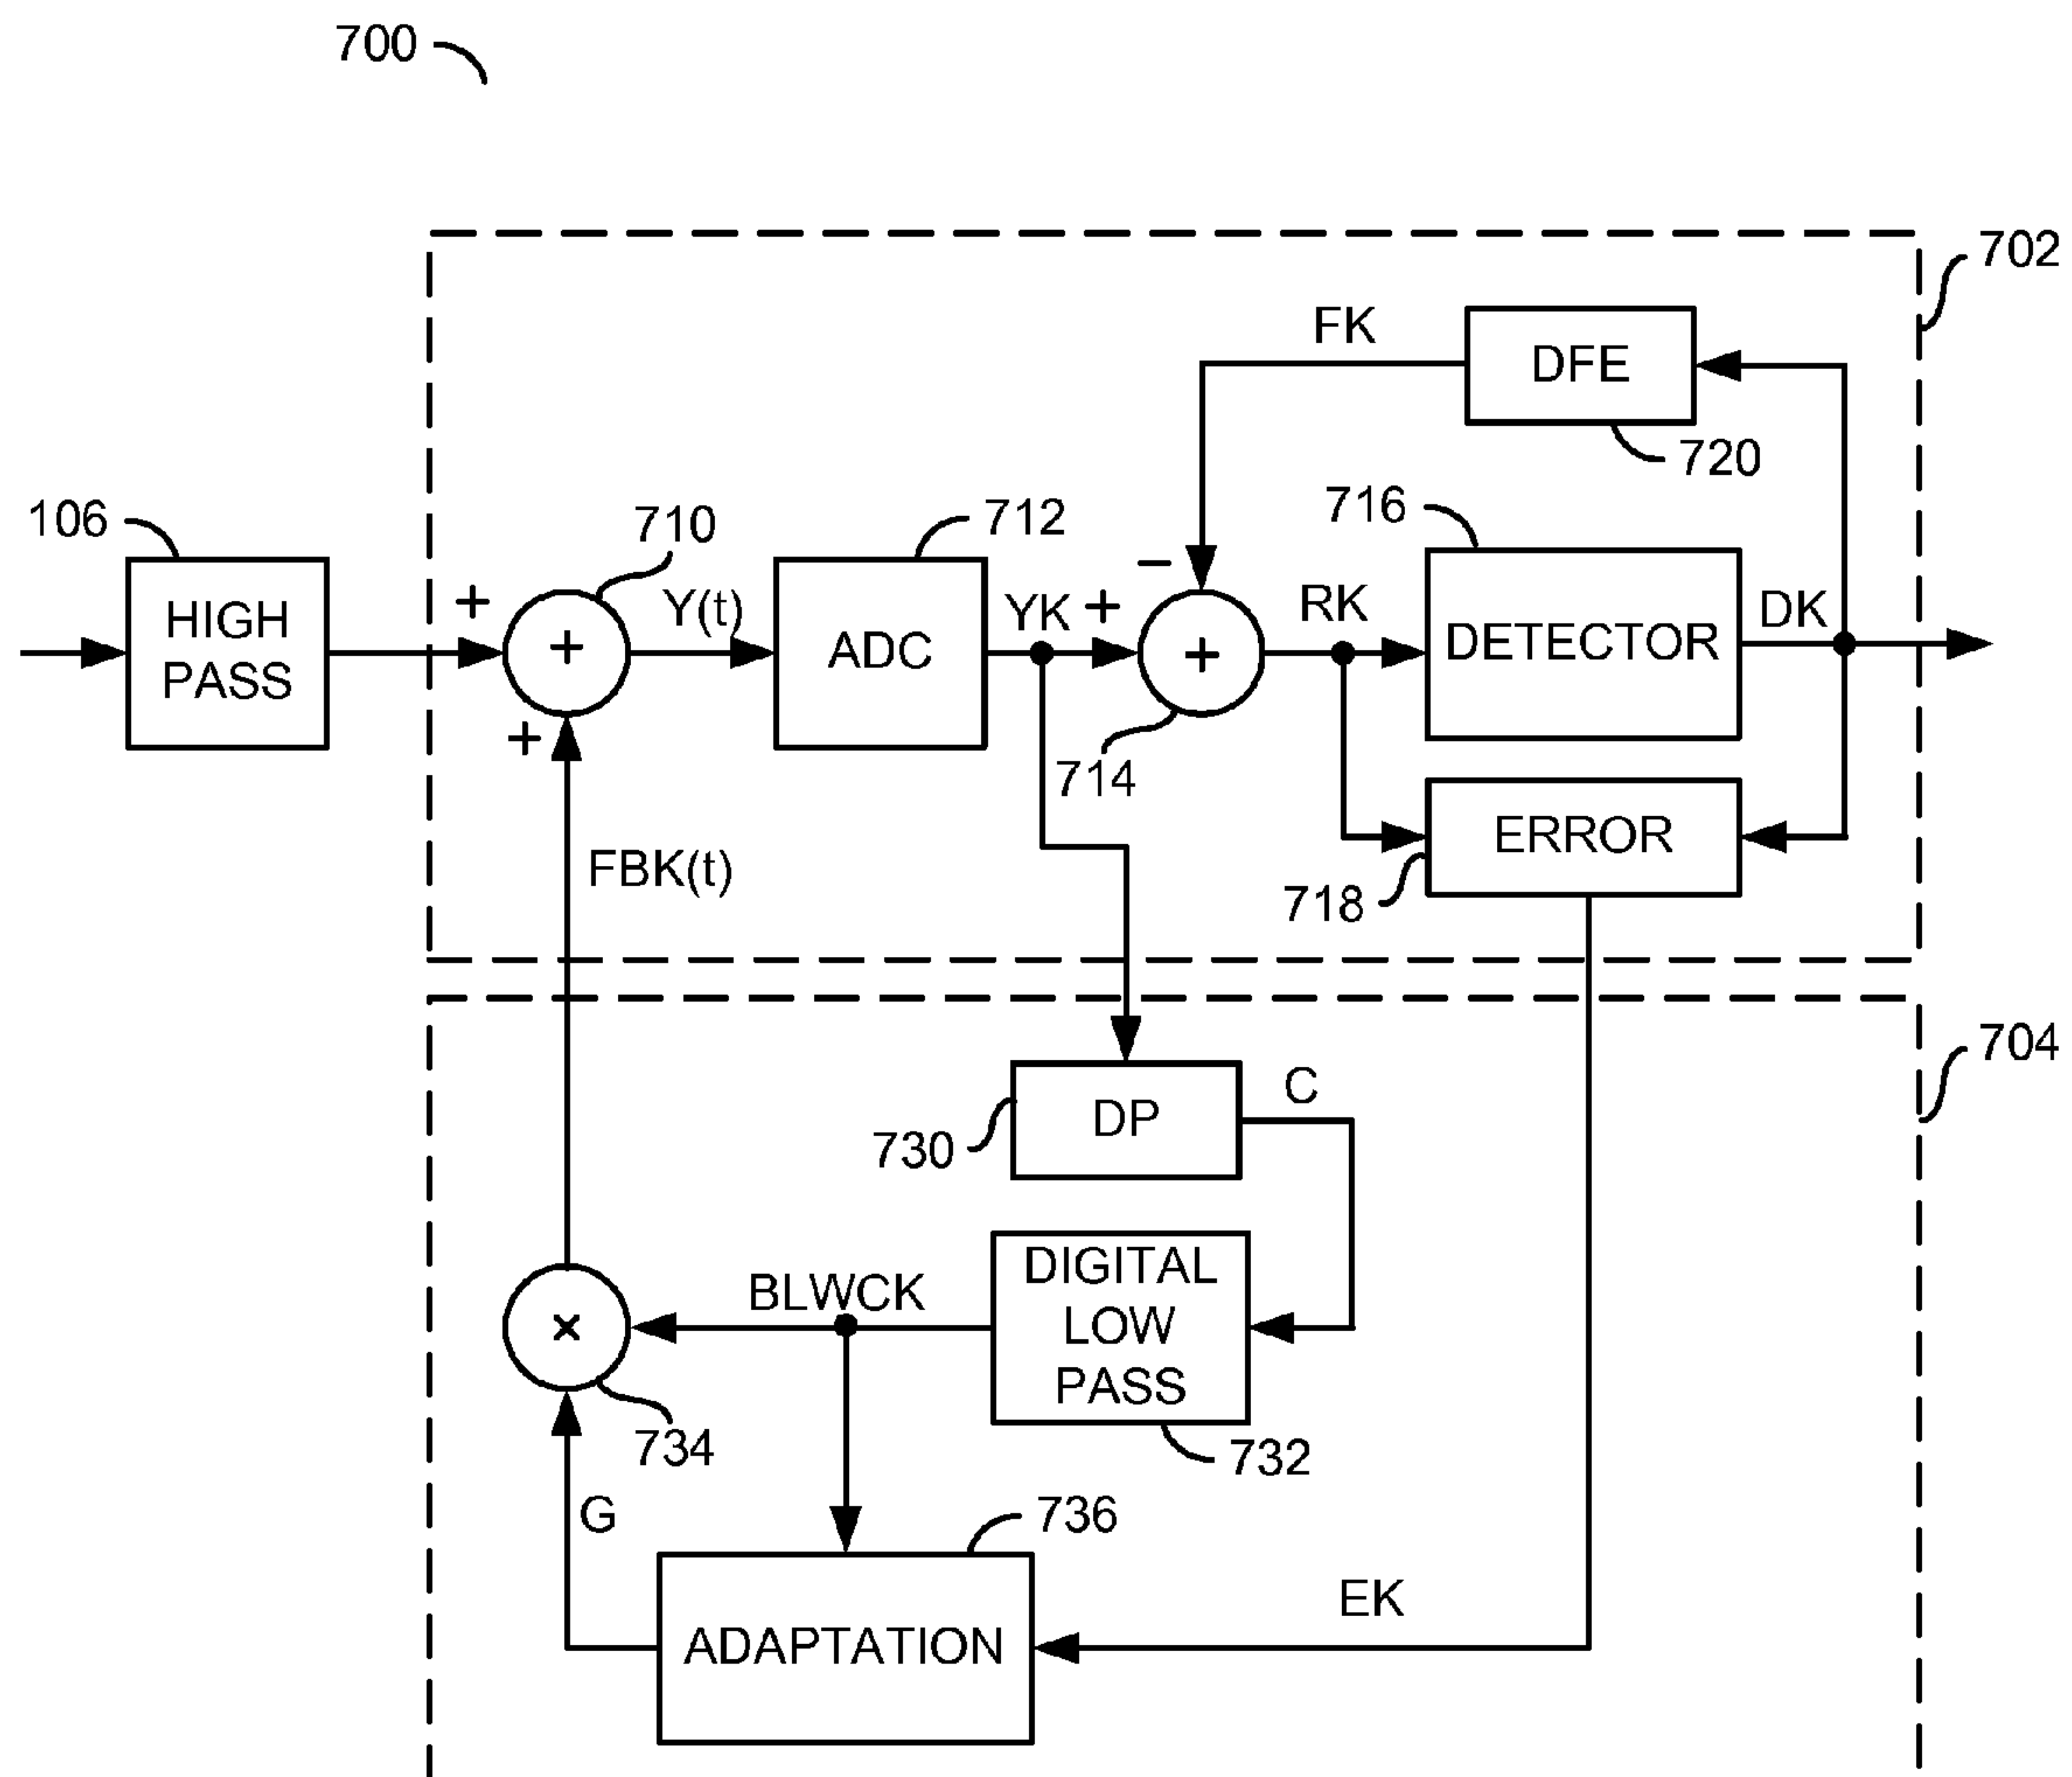 700
702
FK
DFE
720
106
710
712
716
HIGH
PASS
+
+
Y(t)
ADC
YK
+
−
+
RK
DETECTOR
DK
+
714
ERROR
718
FBK(t)
704
DP
C
730
BLWCK
DIGITAL
LOW
PASS
×
734
732
G
736
ADAPTATION
EK